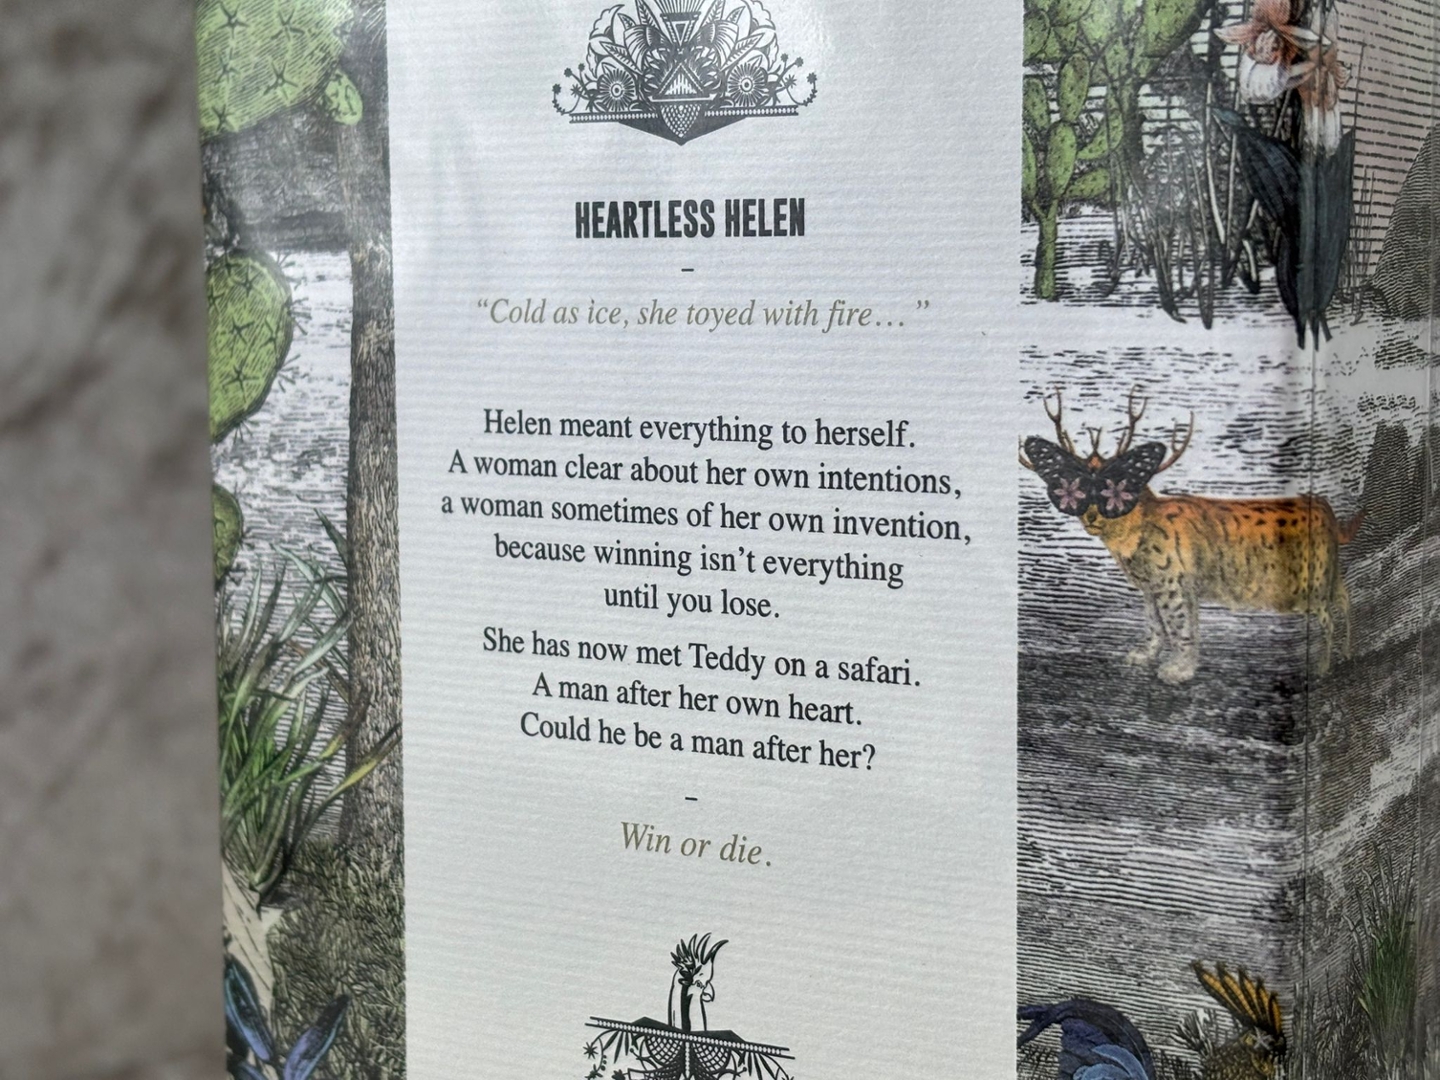 HEARTLESS HELEN
–
“Cold as ice, she toyed with fire… ”
Helen meant everything to herself.
A woman clear about her own intentions,
a woman sometimes of her own invention,
because winning isn’t everything
until you lose.
She has now met Teddy on a safari.
A man after her own heart.
Could he be a man after her?
–
Win or die.